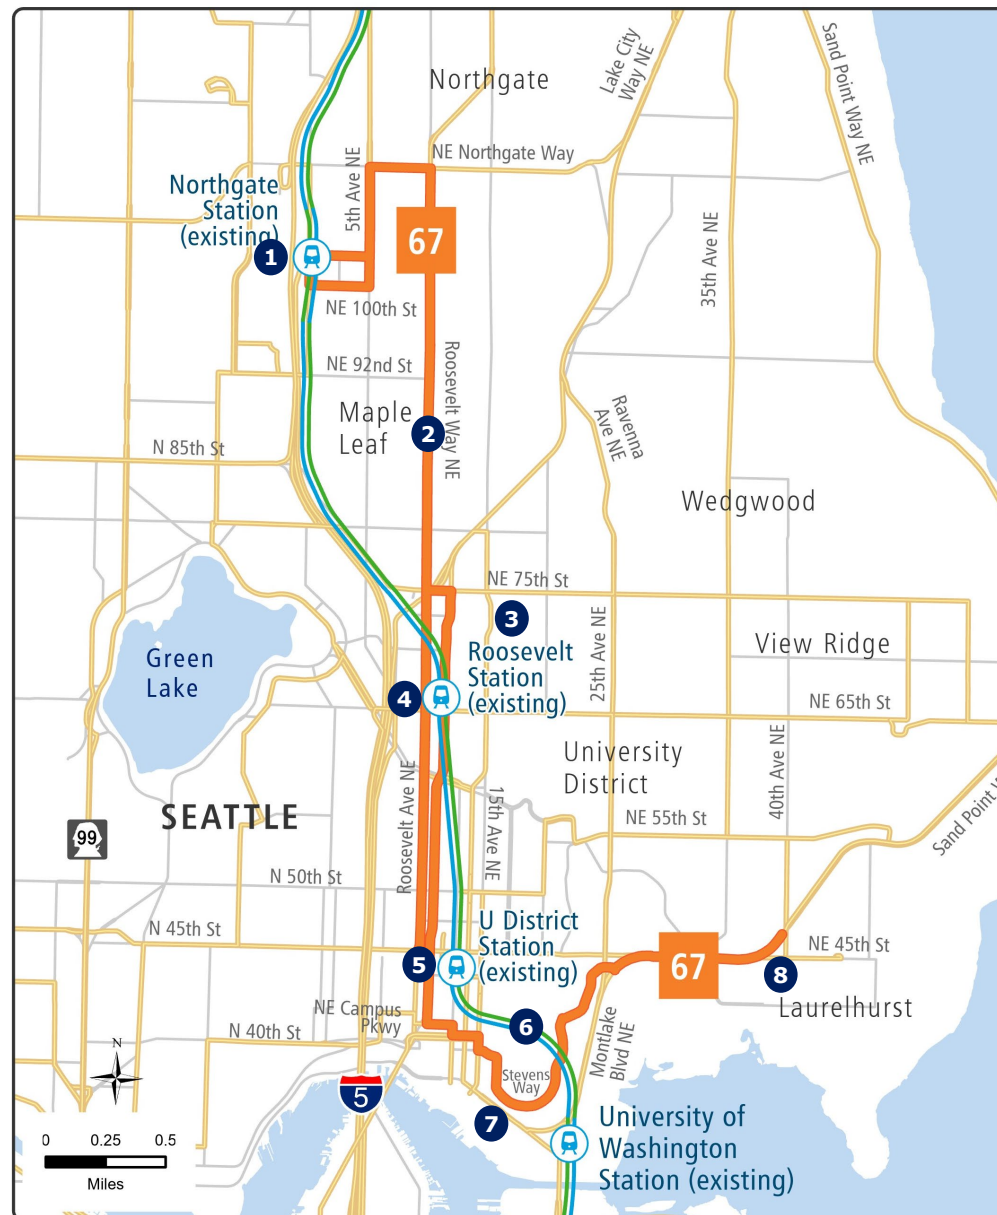 Northgate
Lake City
Way NE
Sand Point Way NE
NE Northgate Way
5th Ave NE
Northgate
Station
(existing)
1
67
35th Ave NE
NE 100th St
NE 92nd St
Roosevelt Way NE
Maple
Leaf
2
Ravenna
Ave NE
N 85th St
Wedgwood
NE 75th St
3
25th Ave NE
Green
Lake
Roosevelt
Station
(existing)
View Ridge
4
NE 65th St
University
District
40th Ave NE
Roosevelt Ave NE
15th Ave NE
SEATTLE
99
NE 55th St
Sand Point W
N 50th St
N 45th St
U District
Station
(existing)
5
67
NE 45th St
8
Laurelhurst
NE Campus
Pkwy
N 40th St
6
Montlake
Blvd NE
N
Stevens
Way
5
7
University of
Washington
Station (existing)
0 0.25 0.5
Miles